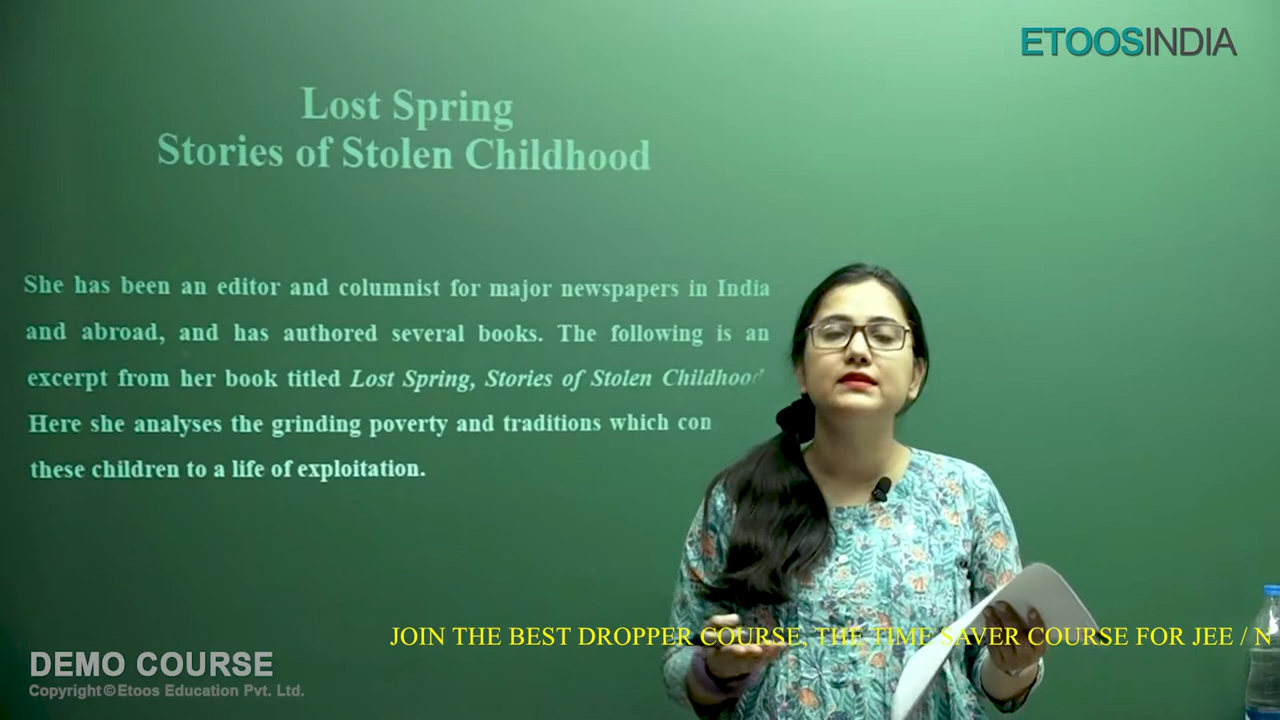 ETOOSINDIA
Lost Spring
Stories of Stolen Childhood
She has been an editor and columnist for major newspapers in India
and abroad, and has authored several books. The following is an
excerpt from her book titled Lost Spring, Stories of Stolen Childhood
Here she analyses the grinding poverty and traditions which con
these children to a life of exploitation.
JOIN THE BEST DROPPER COURSE, THE TIME SAVER COURSE FOR JEE / N
DEMO COURSE
Copyright © Etoos Education Pvt. Ltd.